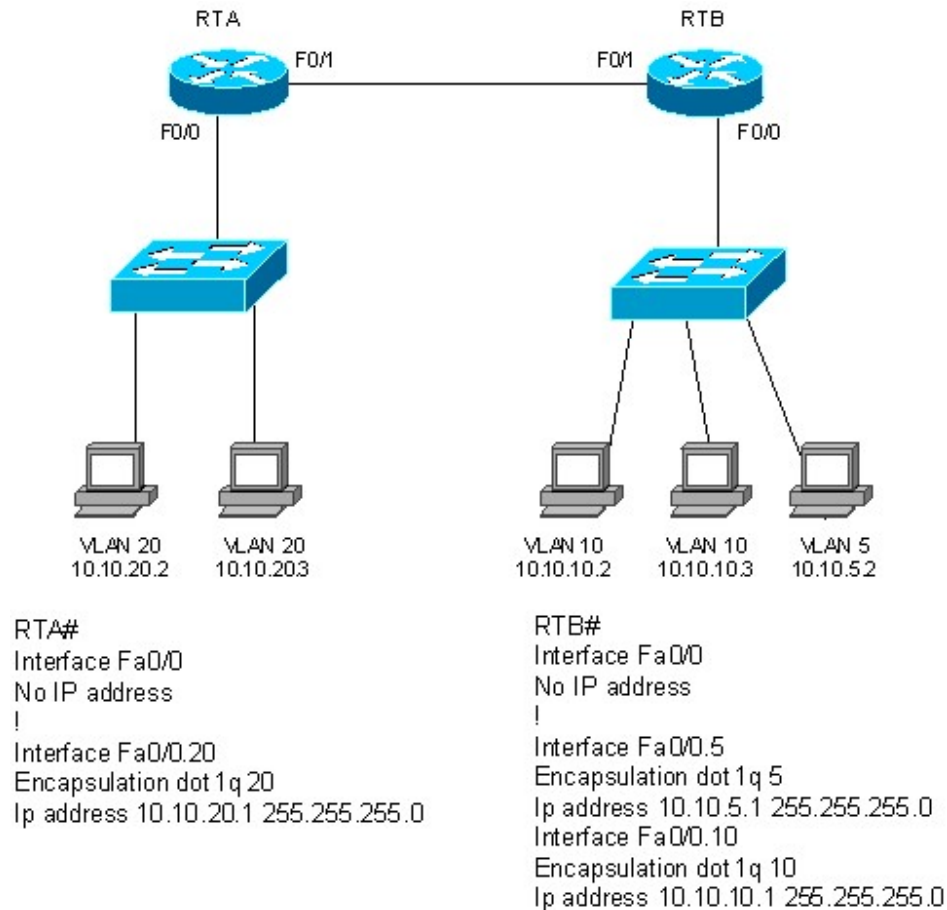 RTA
RTB
F0/1
F0/1
F0/0
F0/0
VLAN 20
10.10.20.2
VLAN 20
10.10.20.3
VLAN 10
10.10.10.2
VLAN 10
10.10.10.3
VLAN 5
10.10.5.2
RTA#
Interface Fa0/0
No IP address
!
Interface Fa0/0.20
Encapsulation dot1q 20
Ip address 10.10.20.1 255.255.255.0
RTB#
Interface Fa0/0
No IP address
!
Interface Fa0/0.5
Encapsulation dot1q 5
Ip address 10.10.5.1 255.255.255.0
Interface Fa0/0.10
Encapsulation dot1q 10
Ip address 10.10.10.1 255.255.255.0